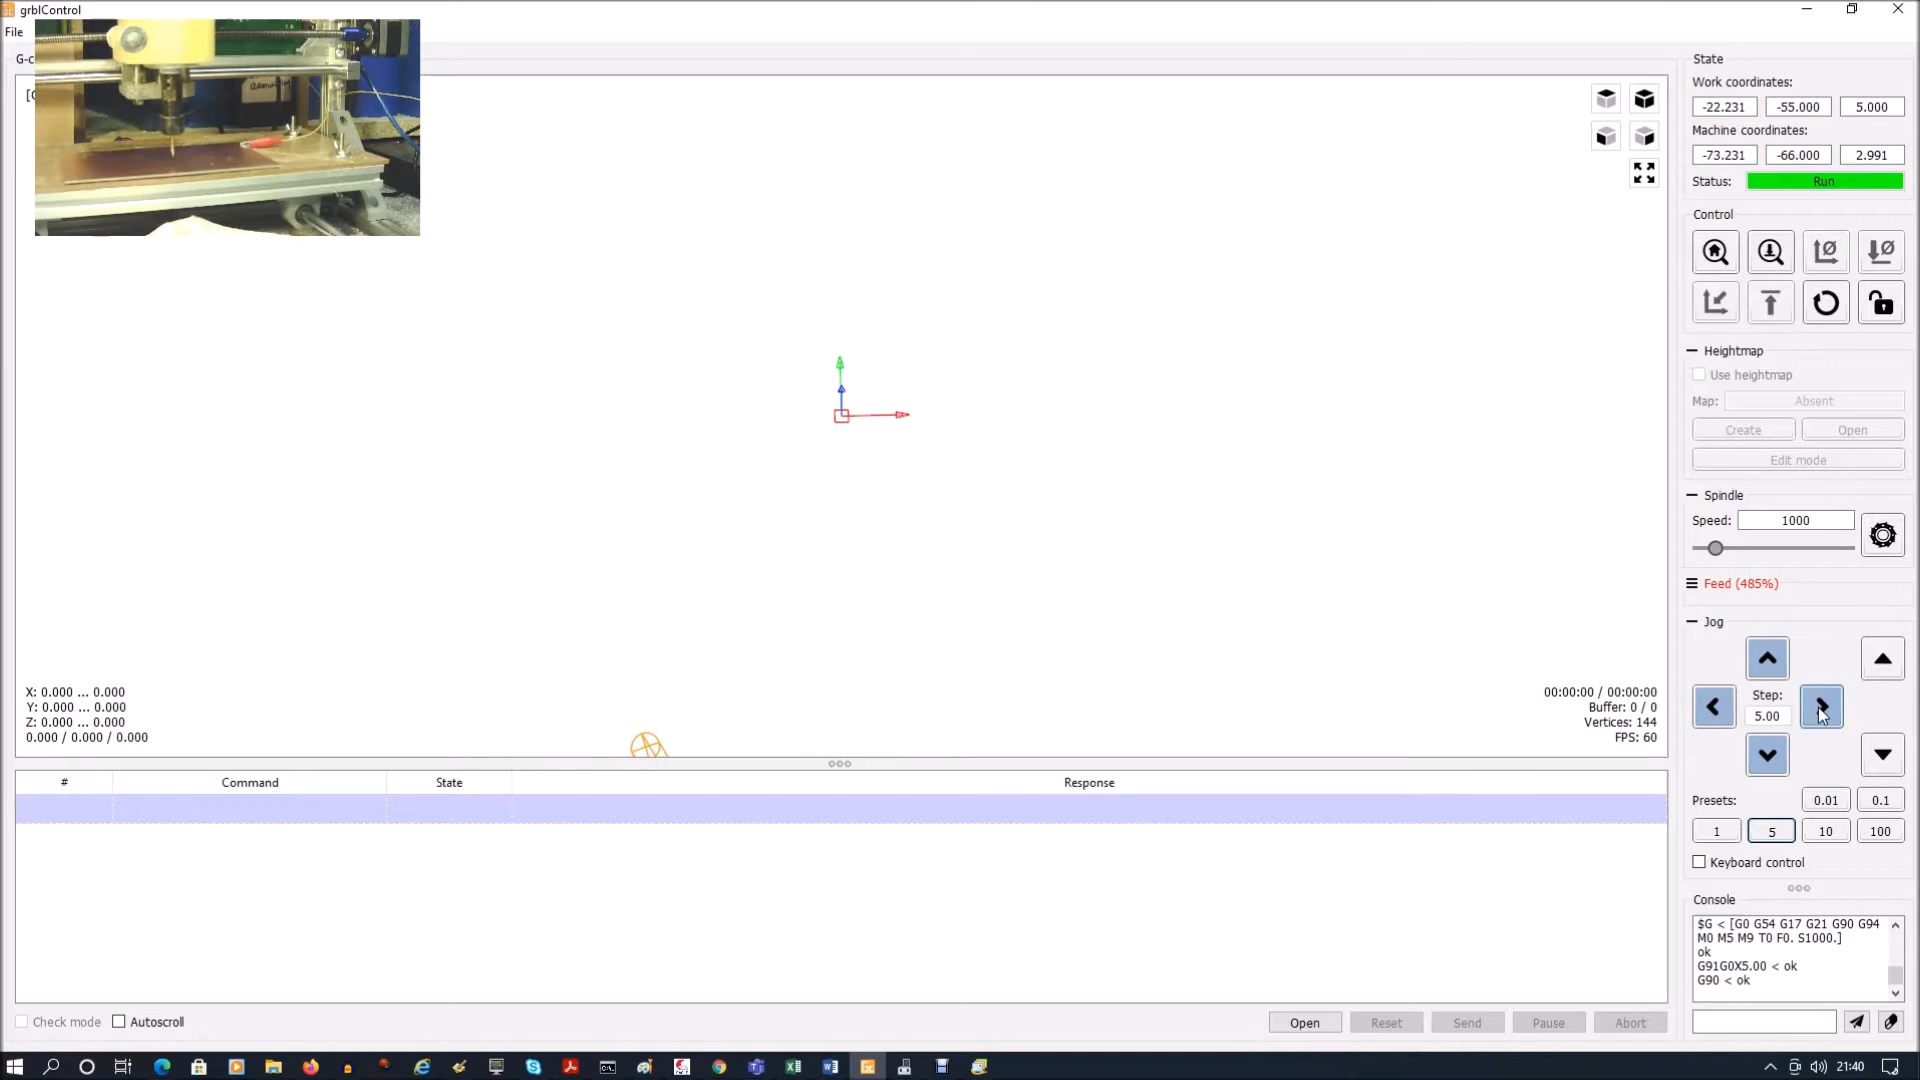 grblControl
File
G-c
[G
State
Work coordinates:
-22.231 -55.000 5.000
Machine coordinates:
-73.231 -66.000 2.991
Status: Run
Control
Heightmap
Use heightmap
Map: Absent
Create Open
Edit mode
Spindle
Speed: 1000
Feed (485%)
Jog
Step:
5.00
Presets: 0.01 0.1
1 5 10 100
Keyboard control
Console
$G < [G0 G54 G17 G21 G90 G94
M0 M5 M9 T0 F0. S1000.]
ok
G91G0X5.00 < ok
G90 < ok
X: 0.000 ... 0.000
Y: 0.000 ... 0.000
Z: 0.000 ... 0.000
0.000 / 0.000 / 0.000
00:00:00 / 00:00:00
Buffer: 0 / 0
Vertices: 144
FPS: 60
# Command State Response
Check mode Autoscroll
Open Reset Send Pause Abort
21:40